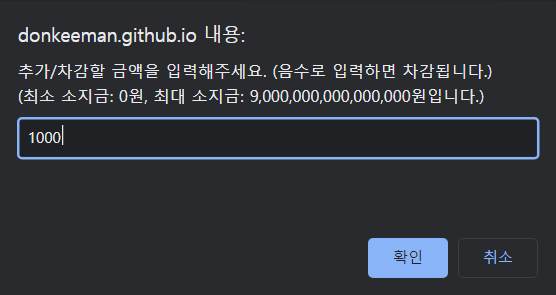 donkeeman.github.io 내용:
추가/차감할 금액을 입력해주세요. (음수로 입력하면 차감됩니다.)
(최소 소지금: 0원, 최대 소지금: 9,000,000,000,000,000원입니다.)
1000
확인 취소